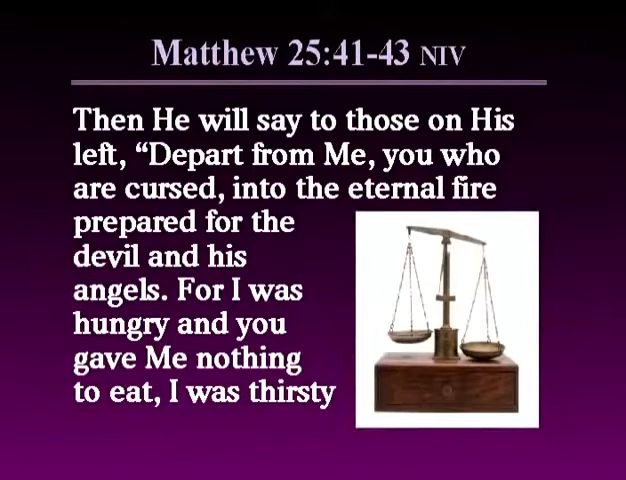 Matthew 25:41-43 NIV
Then He will say to those on His
left, “Depart from Me, you who
are cursed, into the eternal fire
prepared for the
devil and his
angels. For I was
hungry and you
gave Me nothing
to eat, I was thirsty